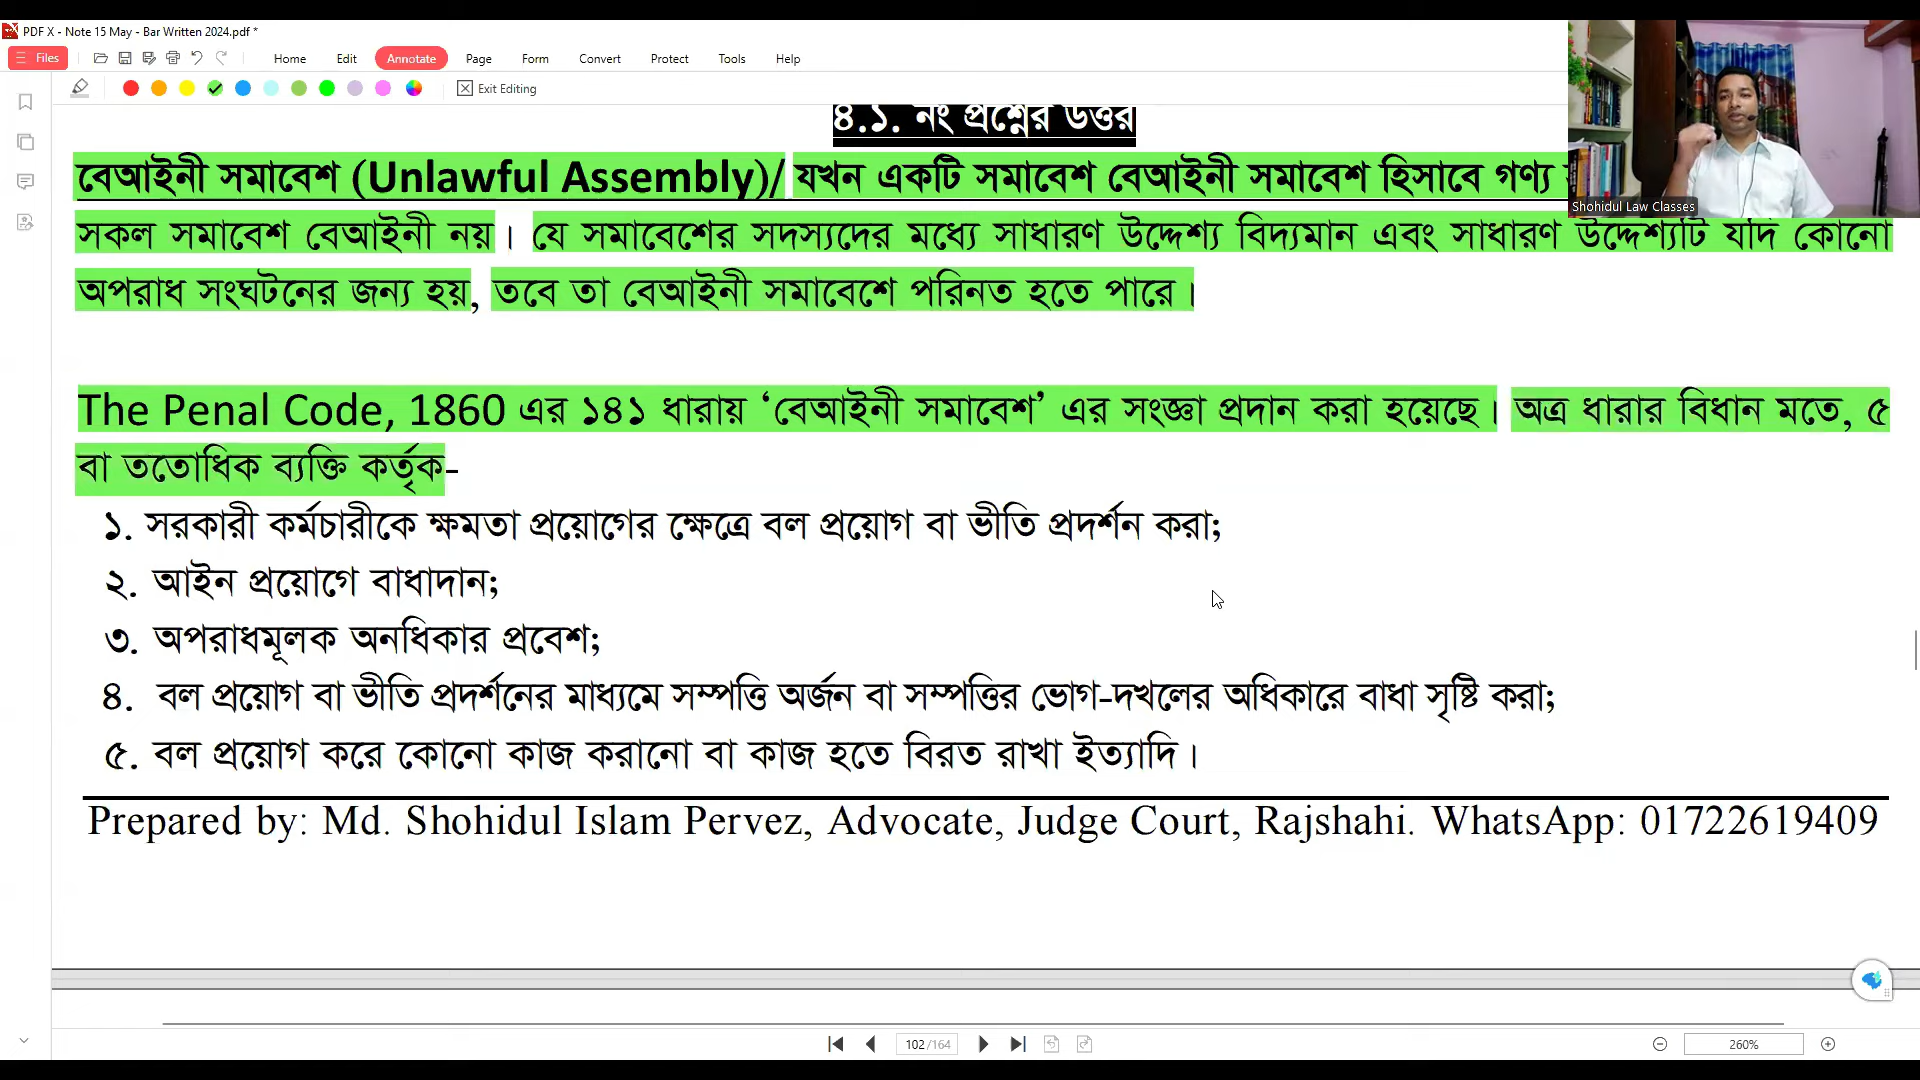 PDF X - Note 15 May - Bar Written 2024.pdf *
Files Home Edit Annotate Page Form Convert Protect Tools Help
Exit Editing
৪.১. নং প্রশ্নের উত্তর
বেআইনী সমাবেশ (Unlawful Assembly)/ যখন একটি সমাবেশ বেআইনী সমাবেশ হিসাবে গণ্য
Shohidul Law Classes
সকল সমাবেশ বেআইনী নয়। যে সমাবেশের সদস্যদের মধ্যে সাধারণ উদ্দেশ্য বিদ্যমান এবং সাধারণ উদ্দেশ্যটি যদি কোনো
অপরাধ সংঘটনের জন্য হয়, তবে তা বেআইনী সমাবেশে পরিনত হতে পারে।
The Penal Code, 1860 এর ১৪১ ধারায় ‘বেআইনী সমাবেশ’ এর সংজ্ঞা প্রদান করা হয়েছে। অত্র ধারার বিধান মতে, ৫
বা ততোধিক ব্যক্তি কর্তৃক-
১. সরকারী কর্মচারীকে ক্ষমতা প্রয়োগের ক্ষেত্রে বল প্রয়োগ বা ভীতি প্রদর্শন করা;
২. আইন প্রয়োগে বাধাদান;
৩. অপরাধমূলক অনধিকার প্রবেশ;
৪. বল প্রয়োগ বা ভীতি প্রদর্শনের মাধ্যমে সম্পত্তি অর্জন বা সম্পত্তির ভোগ-দখলের অধিকারে বাধা সৃষ্টি করা;
৫. বল প্রয়োগ করে কোনো কাজ করানো বা কাজ হতে বিরত রাখা ইত্যাদি।
Prepared by: Md. Shohidul Islam Pervez, Advocate, Judge Court, Rajshahi. WhatsApp: 01722619409
102 /164 260%